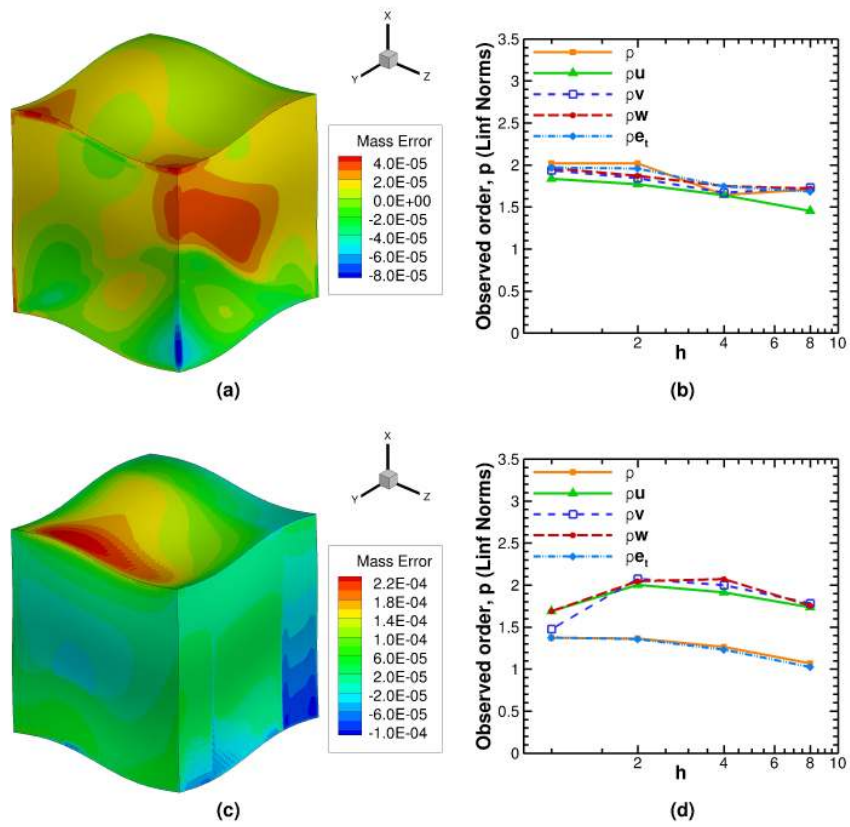 X
Y
Z
Mass Error
4.0E-05
2.0E-05
0.0E+00
-2.0E-05
-4.0E-05
-6.0E-05
-8.0E-05
(a)
3.5
3
2.5
2
1.5
1
0.5
0
Observed order, p (Linf Norms)
ρ
ρu
ρv
ρw
ρeₜ
2 4 6 8 10
h
(b)
X
Y
Z
Mass Error
2.2E-04
1.8E-04
1.4E-04
1.0E-04
6.0E-05
2.0E-05
-2.0E-05
-6.0E-05
-1.0E-04
(c)
3.5
3
2.5
2
1.5
1
0.5
0
Observed order, p (Linf Norms)
ρ
ρu
ρv
ρw
ρeₜ
2 4 6 8 10
h
(d)